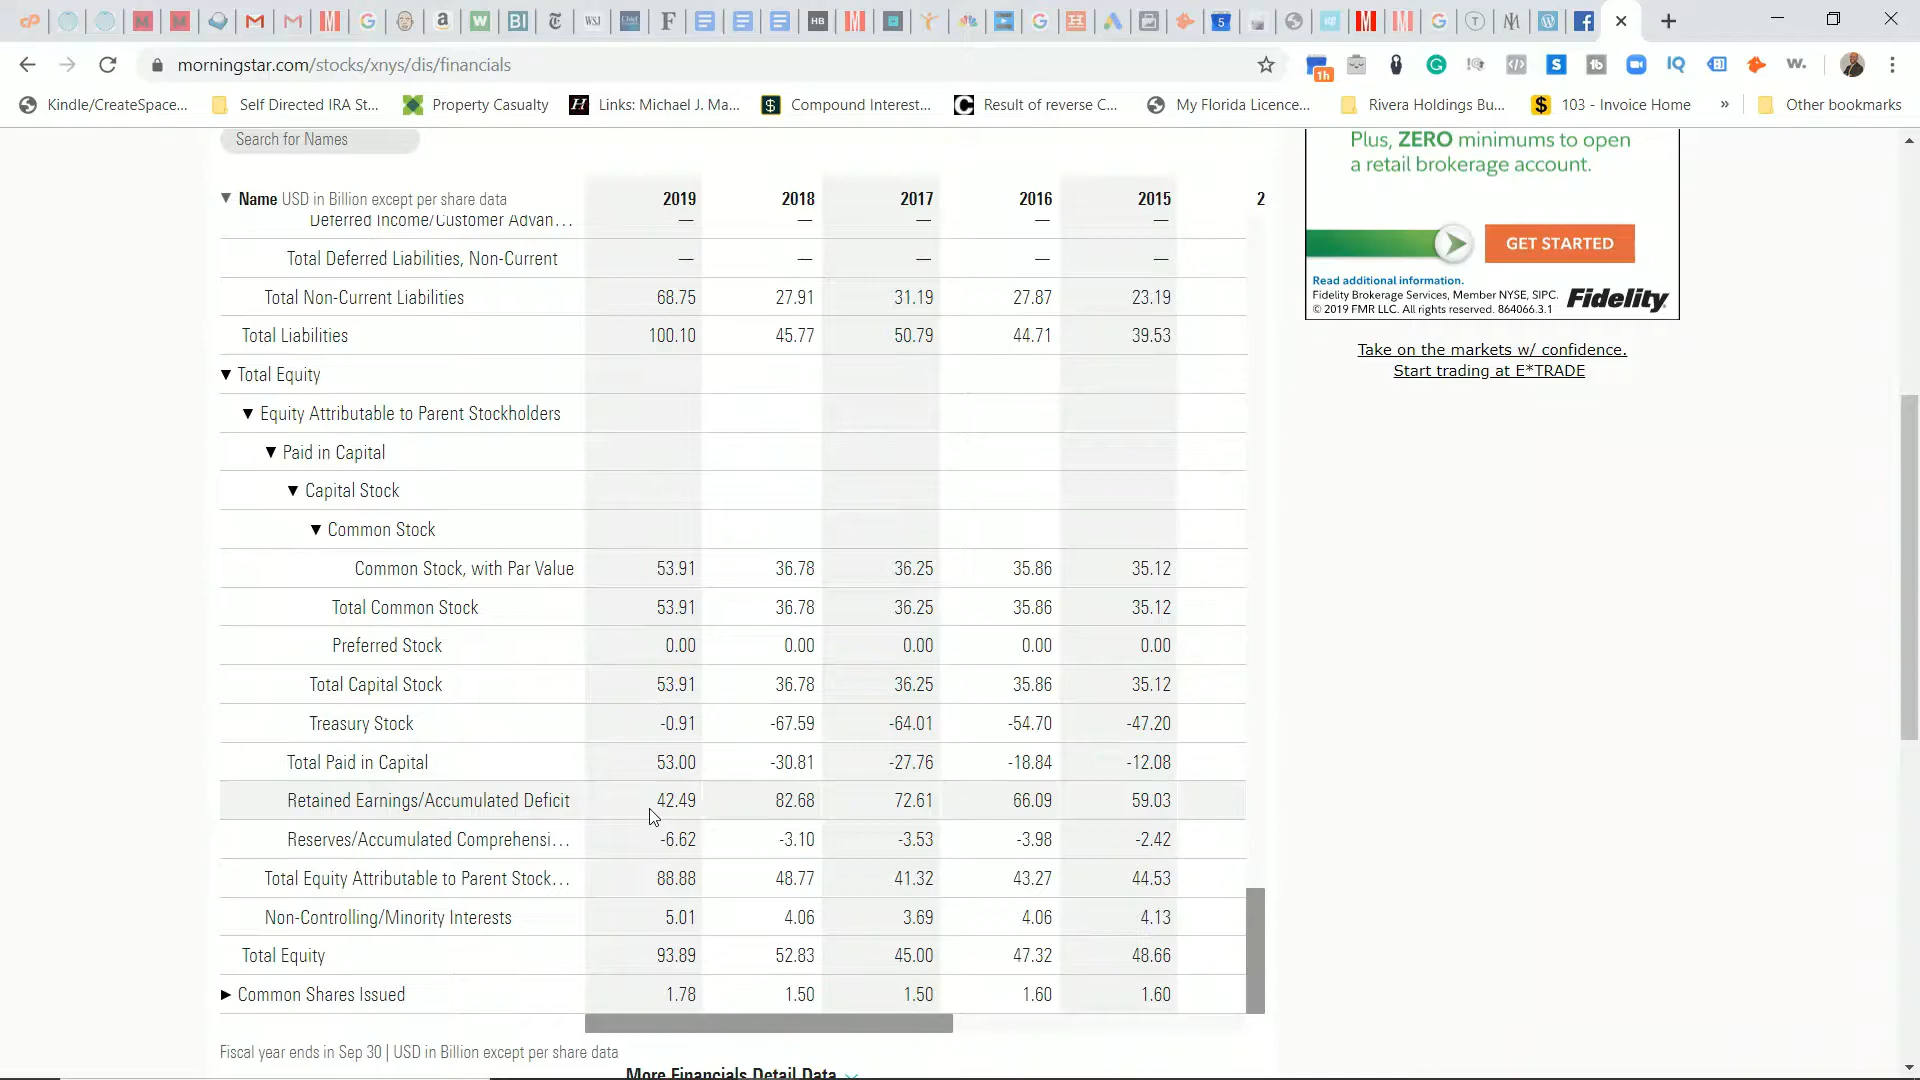 morningstar.com/stocks/xnys/dis/financials
Kindle/CreateSpace... Self Directed IRA St... Property Casualty Links: Michael J. Ma... Compound Interest... Result of reverse C... My Florida Licence... Rivera Holdings Bu... 103 - Invoice Home » Other bookmarks
Search for Names
Plus, ZERO minimums to open
a retail brokerage account.
GET STARTED
Read additional information.
Fidelity Brokerage Services, Member NYSE, SIPC.
© 2019 FMR LLC. All rights reserved. 864066.3.1
Fidelity
Take on the markets w/ confidence.
Start trading at E*TRADE
Name USD in Billion except per share data 2019 2018 2017 2016 2015 2
Deferred Income/Customer Advan... — — — — —
Total Deferred Liabilities, Non-Current — — — — —
Total Non-Current Liabilities 68.75 27.91 31.19 27.87 23.19
Total Liabilities 100.10 45.77 50.79 44.71 39.53
Total Equity
Equity Attributable to Parent Stockholders
Paid in Capital
Capital Stock
Common Stock
Common Stock, with Par Value 53.91 36.78 36.25 35.86 35.12
Total Common Stock 53.91 36.78 36.25 35.86 35.12
Preferred Stock 0.00 0.00 0.00 0.00 0.00
Total Capital Stock 53.91 36.78 36.25 35.86 35.12
Treasury Stock -0.91 -67.59 -64.01 -54.70 -47.20
Total Paid in Capital 53.00 -30.81 -27.76 -18.84 -12.08
Retained Earnings/Accumulated Deficit 42.49 82.68 72.61 66.09 59.03
Reserves/Accumulated Comprehensi... -6.62 -3.10 -3.53 -3.98 -2.42
Total Equity Attributable to Parent Stock... 88.88 48.77 41.32 43.27 44.53
Non-Controlling/Minority Interests 5.01 4.06 3.69 4.06 4.13
Total Equity 93.89 52.83 45.00 47.32 48.66
Common Shares Issued 1.78 1.50 1.50 1.60 1.60
Fiscal year ends in Sep 30 | USD in Billion except per share data
More Financials Detail Data